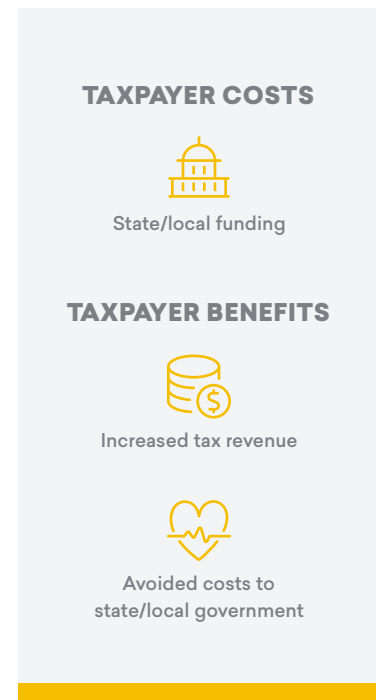 TAXPAYER COSTS
State/local funding
TAXPAYER BENEFITS
$
Increased tax revenue
Avoided costs to
state/local government